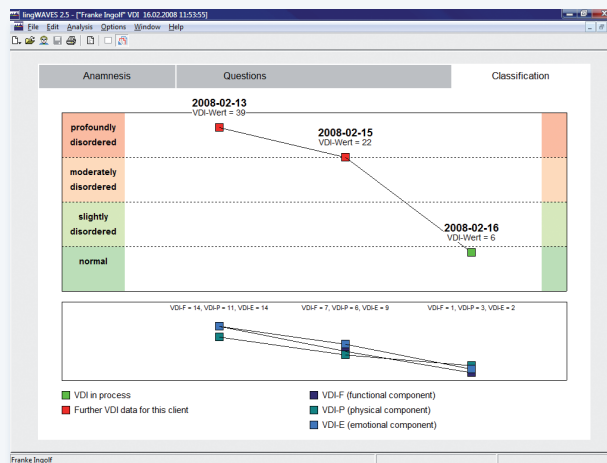 lingWAVES 2.5 - ["Franke Ingolf" VDI 16.02.2008 11:53:55]
File Edit Analysis Options Window Help
Anamnesis Questions Classification
profoundly
disordered
moderately
disordered
slightly
disordered
normal
2008-02-13
VDI-Wert = 39
2008-02-15
VDI-Wert = 22
2008-02-16
VDI-Wert = 6
VDI-F = 14, VDI-P = 11, VDI-E = 14 VDI-F = 7, VDI-P = 6, VDI-E = 9 VDI-F = 1, VDI-P = 3, VDI-E = 2
VDI in process
Further VDI data for this client
VDI-F (functional component)
VDI-P (physical component)
VDI-E (emotional component)
Franke Ingolf